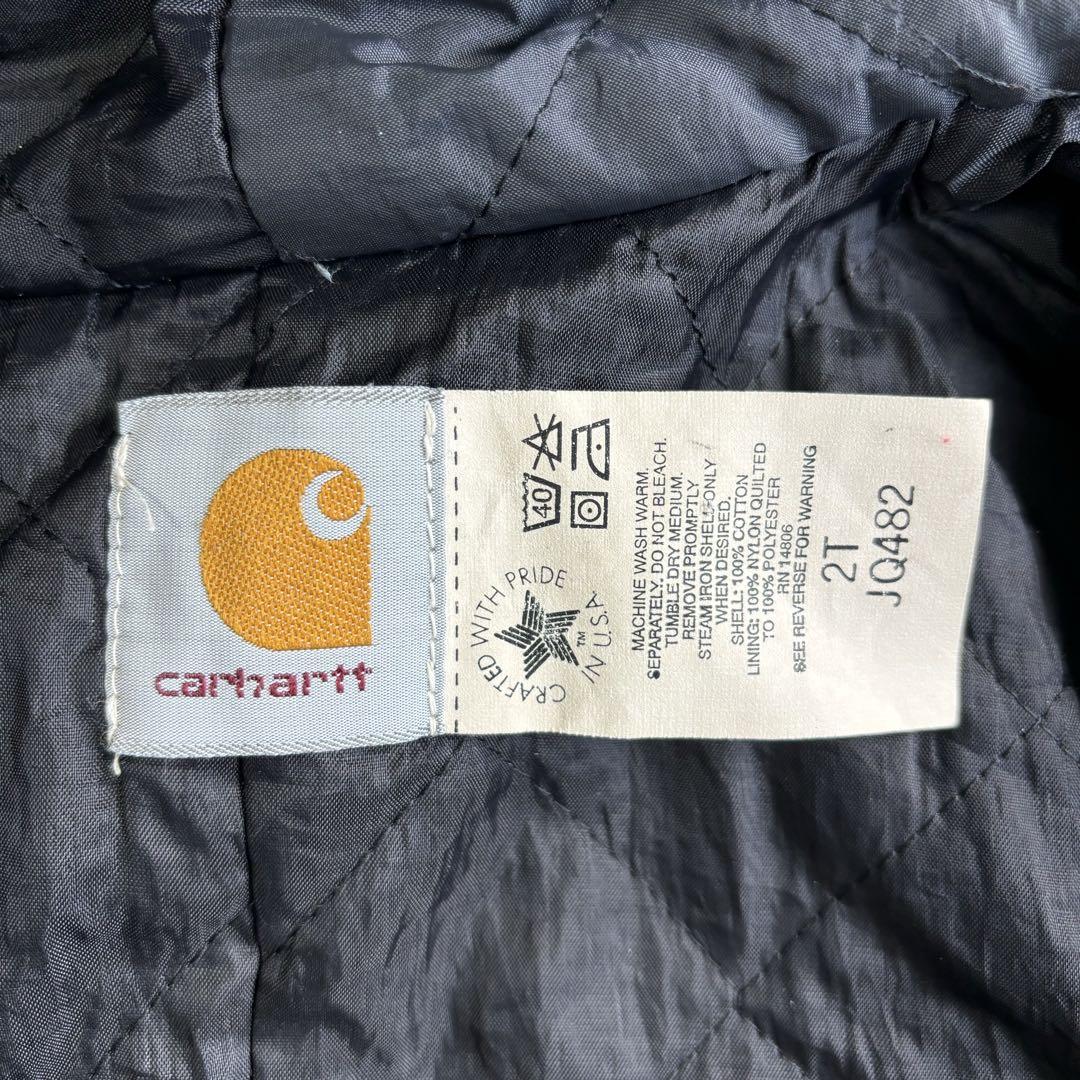 carhartt
40
CRAFTED WITH PRIDE
IN U.S.A.
TM
MACHINE WASH WARM.
SEPARATELY. DO NOT BLEACH.
TUMBLE DRY MEDIUM.
REMOVE PROMPTLY
STEAM IRON SHELL ONLY
WHEN DESIRED.
SHELL: 100% COTTON
LINING: 100% NYLON QUILTED
TO 100% POLYESTER
RN 14806
SEE REVERSE FOR WARNING
2T
JQ482